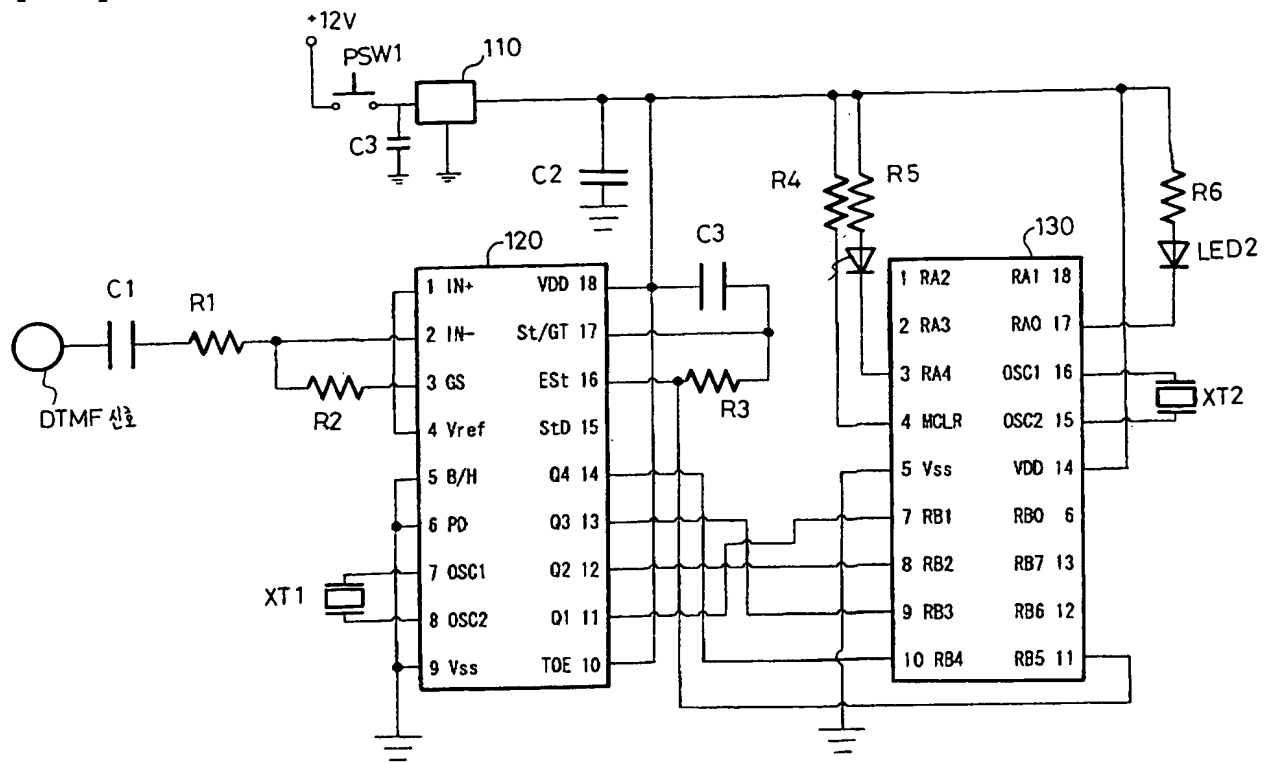 +12V
PSW1
110
C3
C2
R4
R5
R6
LED2
120
C3
130
C1
R1
R2
DTMF 신호
1 IN+
2 IN-
3 GS
4 Vref
5 B/H
6 PD
7 OSC1
8 OSC2
9 Vss
VDD 18
St/GT 17
ESt 16
StD 15
Q4 14
Q3 13
Q2 12
Q1 11
TOE 10
R3
XT1
1 RA2
2 RA3
3 RA4
4 MCLR
5 Vss
7 RB1
8 RB2
9 RB3
10 RB4
RA1 18
RA0 17
OSC1 16
OSC2 15
VDD 14
RB0 6
RB7 13
RB6 12
RB5 11
XT2